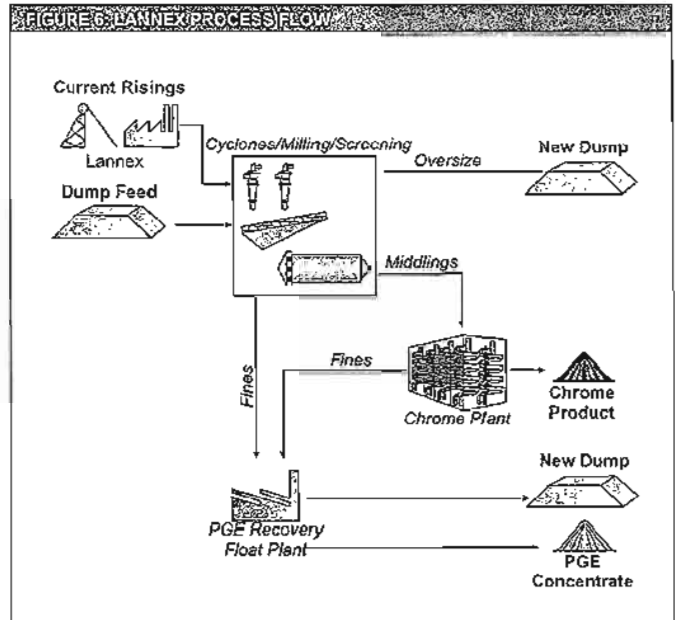 FIGURE 6: LANNEX PROCESS FLOW
Current Risings
Lannex
Cyclones/Milling/Screening
Oversize
New Dump
Dump Feed
Middlings
Fines
Fines
Chrome Plant
Chrome
Product
New Dump
PGE Recovery
Float Plant
PGE
Concentrate